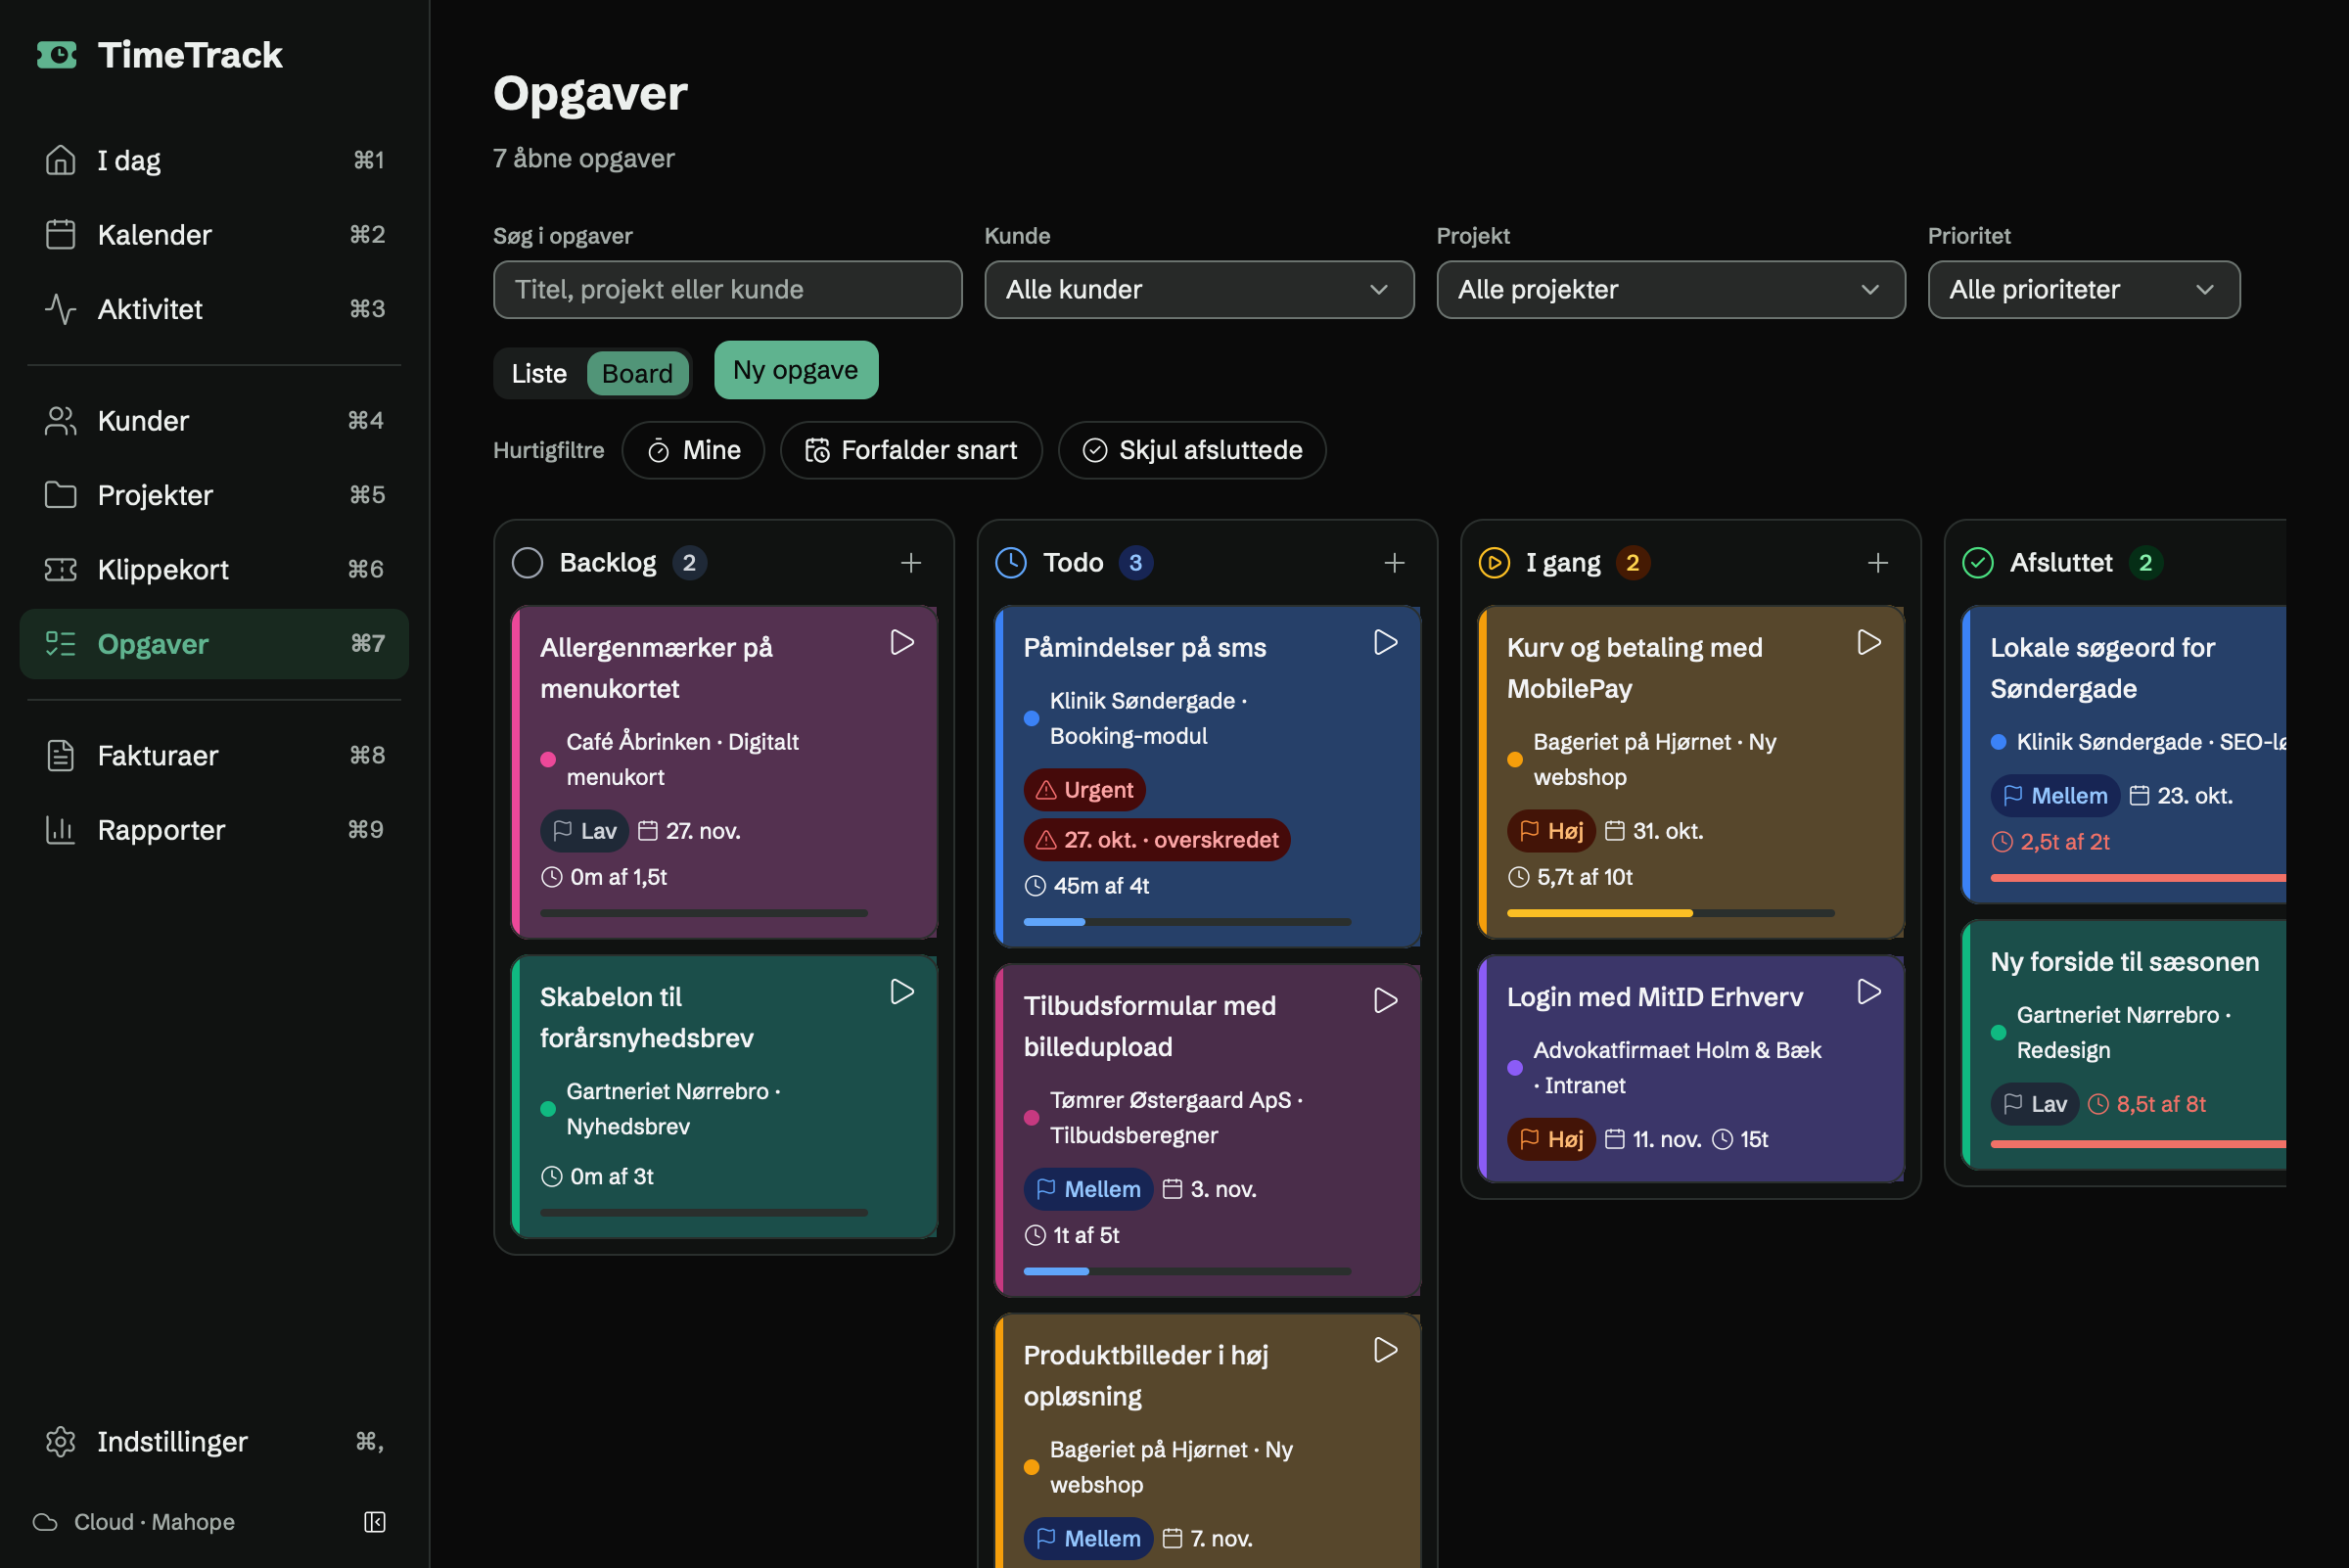 TimeTrack
I dag ⌘1
Kalender ⌘2
Aktivitet ⌘3
Kunder ⌘4
Projekter ⌘5
Klippekort ⌘6
Opgaver ⌘7
Fakturaer ⌘8
Rapporter ⌘9
Indstillinger ⌘,
Cloud · Mahope
Opgaver
7 åbne opgaver
Søg i opgaver
Titel, projekt eller kunde
Kunde
Alle kunder
Projekt
Alle projekter
Prioritet
Alle prioriteter
Liste Board Ny opgave
Hurtigfiltre Mine Forfalder snart Skjul afsluttede
Backlog 2
Allergenmærker på
menukortet
Café Åbrinken · Digitalt
menukort
Lav 27. nov.
0m af 1,5t
Skabelon til
forårsnyhedsbrev
Gartneriet Nørrebro ·
Nyhedsbrev
0m af 3t
Todo 3
Påmindelser på sms
Klinik Søndergade ·
Booking-modul
Urgent
27. okt. · overskredet
45m af 4t
Tilbudsformular med
billedupload
Tømrer Østergaard ApS ·
Tilbudsberegner
Mellem 3. nov.
1t af 5t
Produktbilleder i høj
opløsning
Bageriet på Hjørnet · Ny
webshop
Mellem 7. nov.
I gang 2
Kurv og betaling med
MobilePay
Bageriet på Hjørnet · Ny
webshop
Høj 31. okt.
5,7t af 10t
Login med MitID Erhverv
Advokatfirmaet Holm & Bæk
· Intranet
Høj 11. nov. 15t
Afsluttet 2
Lokale søgeord for
Søndergade
Klinik Søndergade ·
Mellem 23. okt.
2,5t af 2t
Ny forside til sæsonen
Gartneriet Nørrebro ·
Redesign
Lav 8,5t af 8t